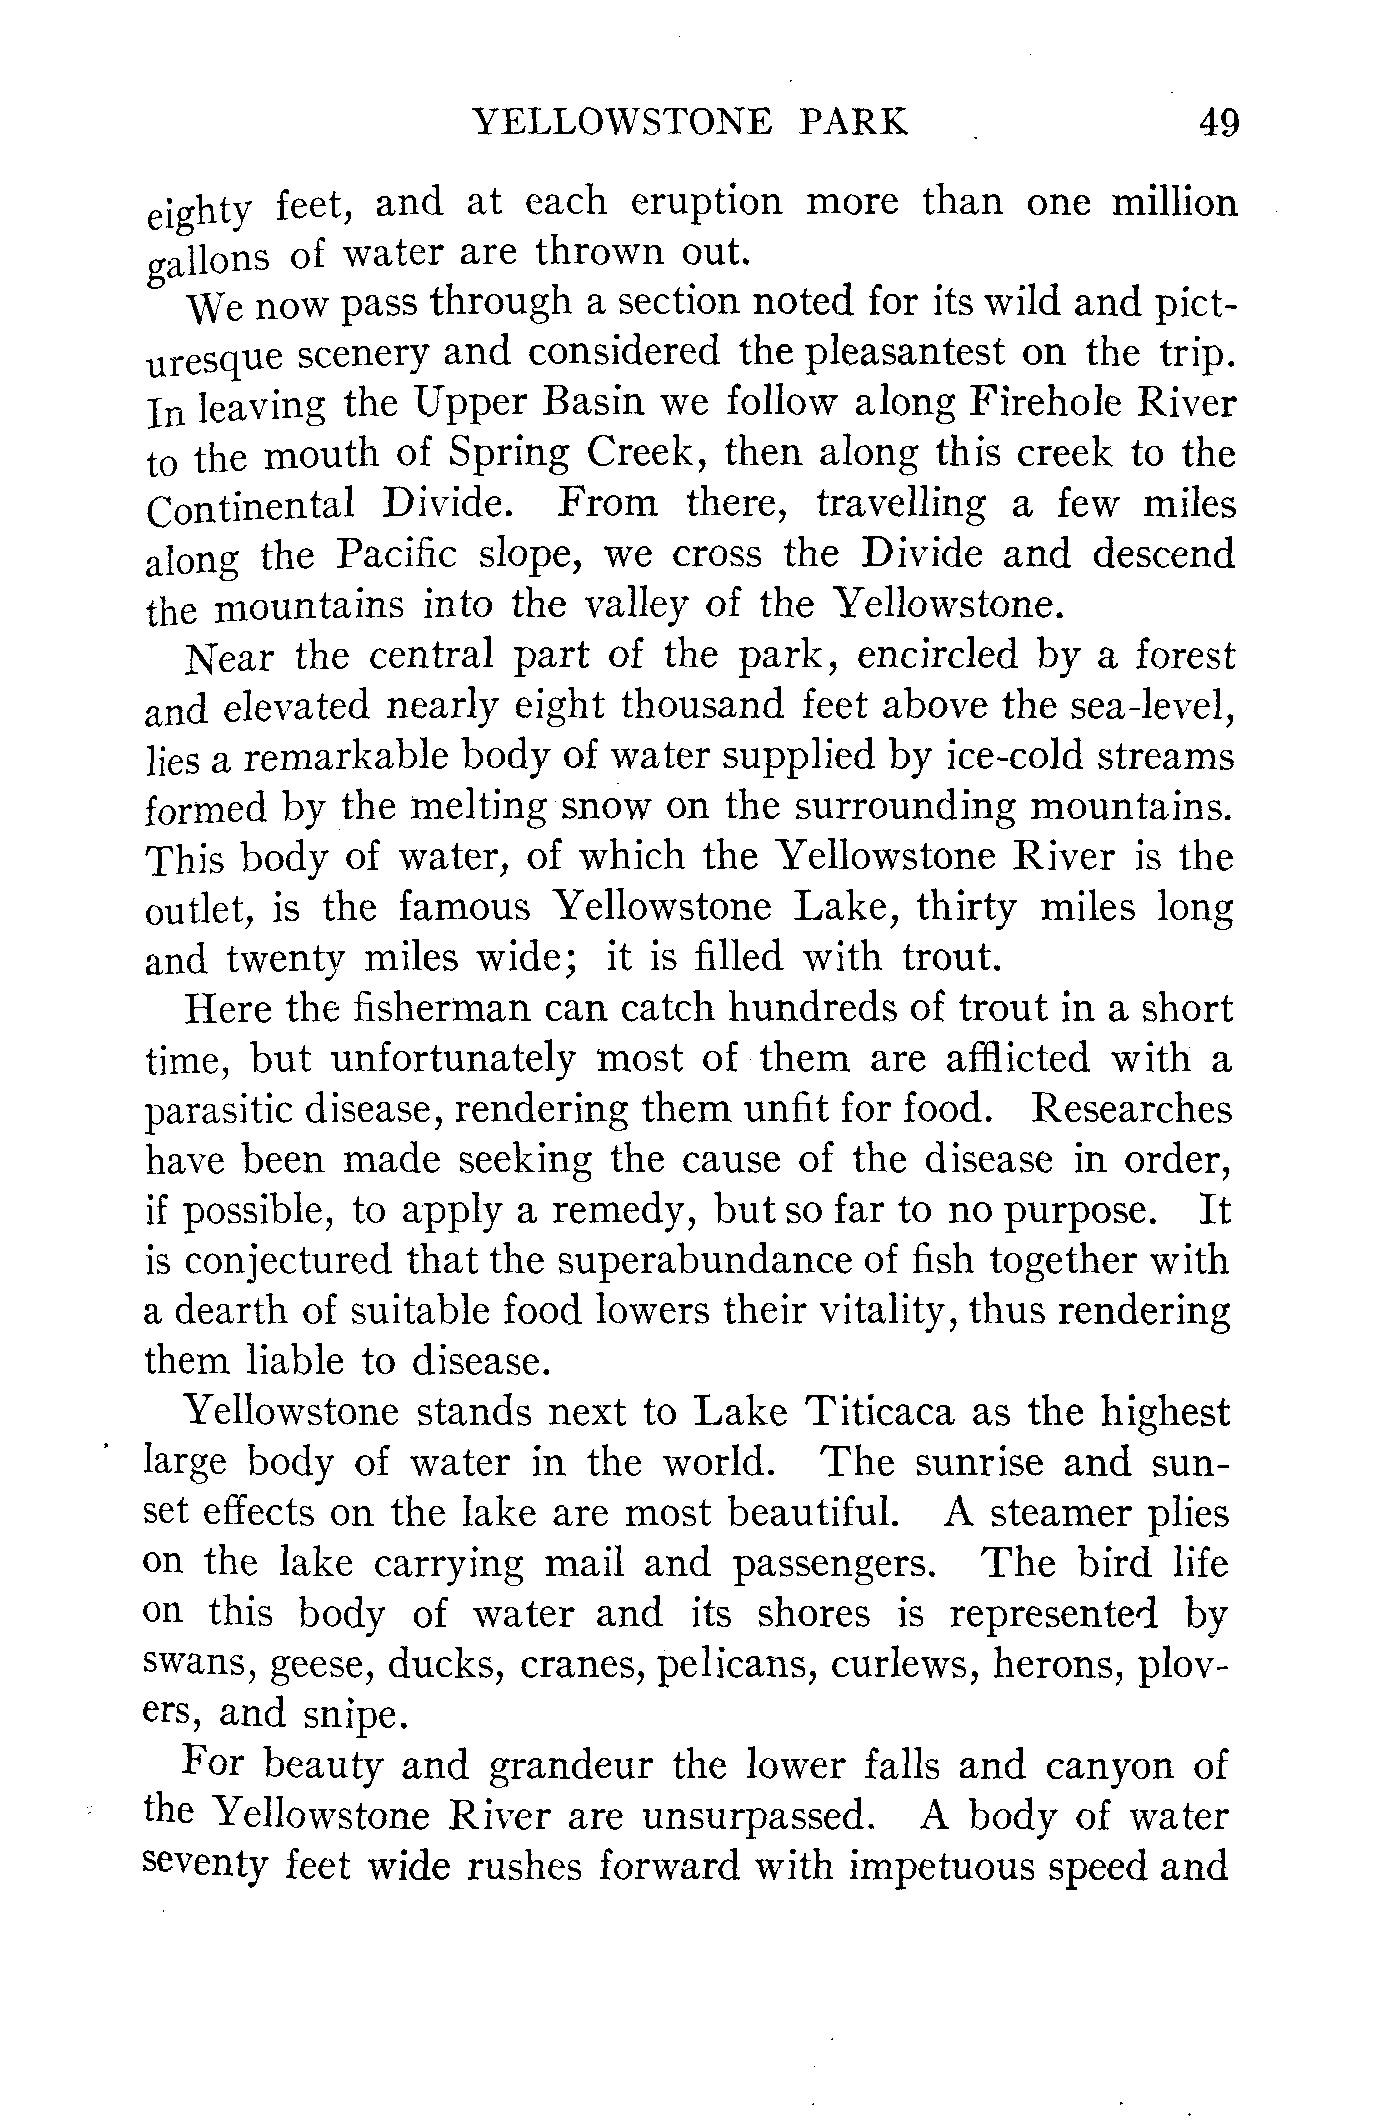 YELLOWSTONE PARK 49
eighty feet, and at each eruption more than one million
gallons of water are thrown out.
We now pass through a section noted for its wild and pict-
uresque scenery and considered the pleasantest on the trip.
In leaving the Upper Basin we follow along Firehole River
to the mouth of Spring Creek, then along this creek to the
Continental Divide. From there, travelling a few miles
along the Pacific slope, we cross the Divide and descend
the mountains into the valley of the Yellowstone.
Near the central part of the park, encircled by a forest
and elevated nearly eight thousand feet above the sea-level,
lies a remarkable body of water supplied by ice-cold streams
formed by the melting snow on the surrounding mountains.
This body of water, of which the Yellowstone River is the
outlet, is the famous Yellowstone Lake, thirty miles long
and twenty miles wide; it is filled with trout.
Here the fisherman can catch hundreds of trout in a short
time, but unfortunately most of them are afflicted with a
parasitic disease, rendering them unfit for food. Researches
have been made seeking the cause of the disease in order,
if possible, to apply a remedy, but so far to no purpose. It
is conjectured that the superabundance of fish together with
a dearth of suitable food lowers their vitality, thus rendering
them liable to disease.
Yellowstone stands next to Lake Titicaca as the highest
large body of water in the world. The sunrise and sun-
set effects on the lake are most beautiful. A steamer plies
on the lake carrying mail and passengers. The bird life
on this body of water and its shores is represented by
swans, geese, ducks, cranes, pelicans, curlews, herons, plov-
ers, and snipe.
For beauty and grandeur the lower falls and canyon of
the Yellowstone River are unsurpassed. A body of water
seventy feet wide rushes forward with impetuous speed and